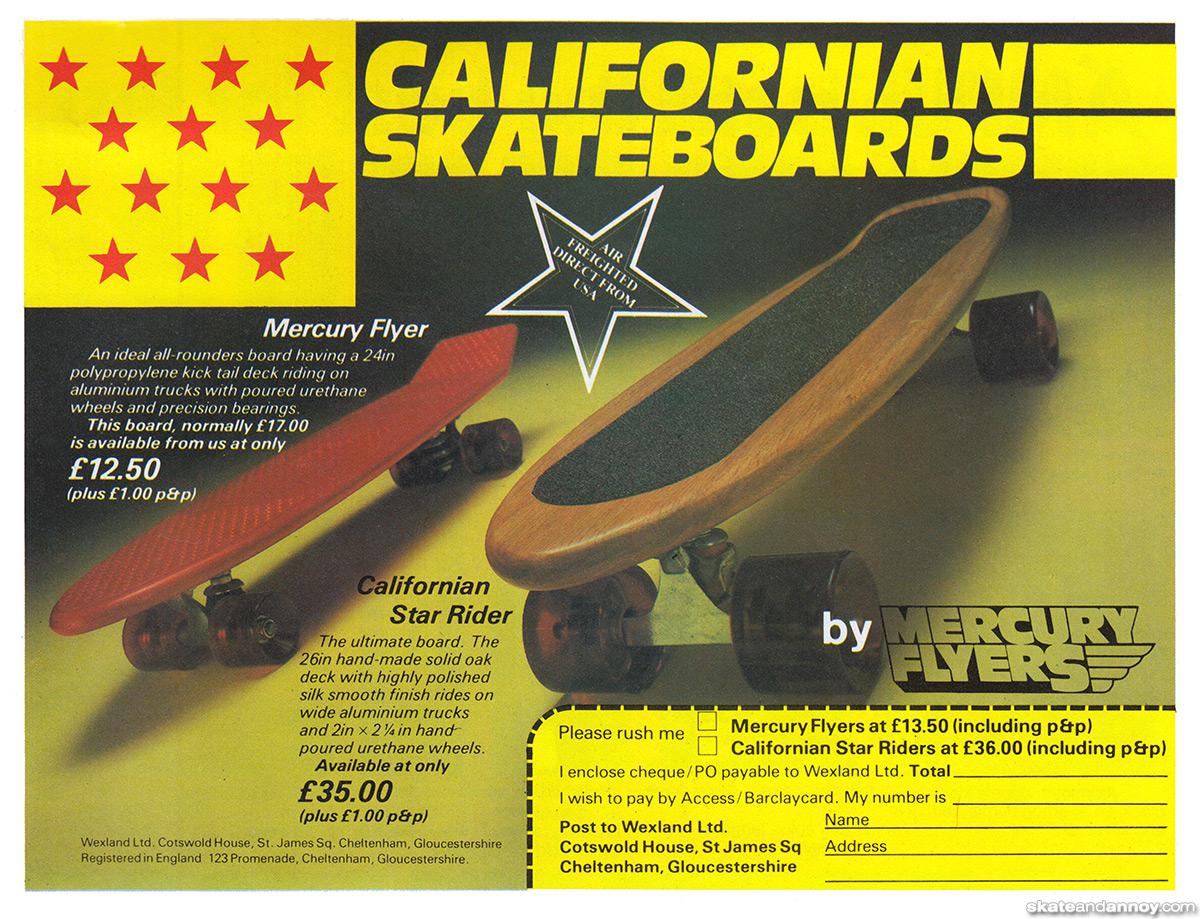 CALIFORNIAN
SKATEBOARDS
AIR
FREIGHTED
DIRECT FROM
USA
Mercury Flyer
An ideal all-rounders board having a 24in
polypropylene kick tail deck riding on
aluminium trucks with poured urethane
wheels and precision bearings.
This board, normally £17.00
is available from us at only
£12.50
(plus £1.00 p&p)
Californian
Star Rider
The ultimate board. The
26in hand-made solid oak
deck with highly polished
silk smooth finish rides on
wide aluminium trucks
and 2in × 2¼in hand-
poured urethane wheels.
Available at only
£35.00
(plus £1.00 p&p)
Wexland Ltd. Cotswold House, St. James Sq. Cheltenham, Gloucestershire
Registered in England 123 Promenade, Cheltenham, Gloucestershire.
by MERCURY
FLYERS
Please rush me
Mercury Flyers at £13.50 (including p&p)
Californian Star Riders at £36.00 (including p&p)
I enclose cheque/PO payable to Wexland Ltd. Total
I wish to pay by Access/Barclaycard. My number is
Post to Wexland Ltd.
Cotswold House, St James Sq
Cheltenham, Gloucestershire
Name
Address
skateandannoy.com